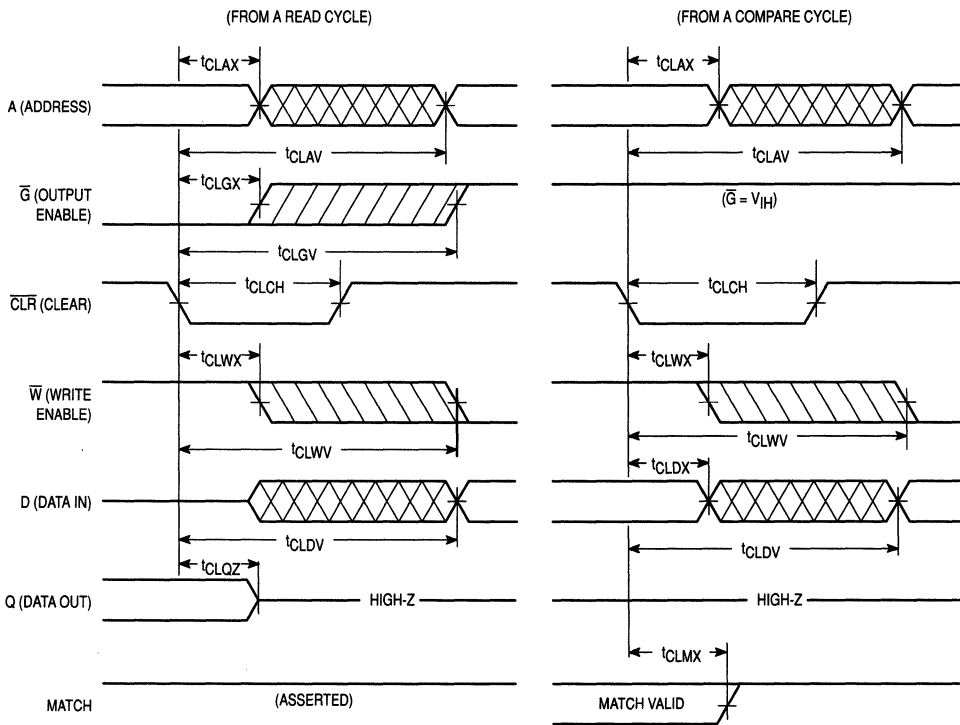 (FROM A READ CYCLE)
(FROM A COMPARE CYCLE)
tCLAX
tCLAX
A (ADDRESS)
tCLAV
tCLAV
tCLGX
G (OUTPUT
ENABLE)
(G = VIH)
tCLGV
tCLCH
tCLCH
CLR (CLEAR)
tCLWX
tCLWX
W (WRITE
ENABLE)
tCLWV
tCLWV
tCLDX
D (DATA IN)
tCLDV
tCLDV
tCLQZ
Q (DATA OUT)
HIGH-Z
HIGH-Z
tCLMX
MATCH
(ASSERTED)
MATCH VALID